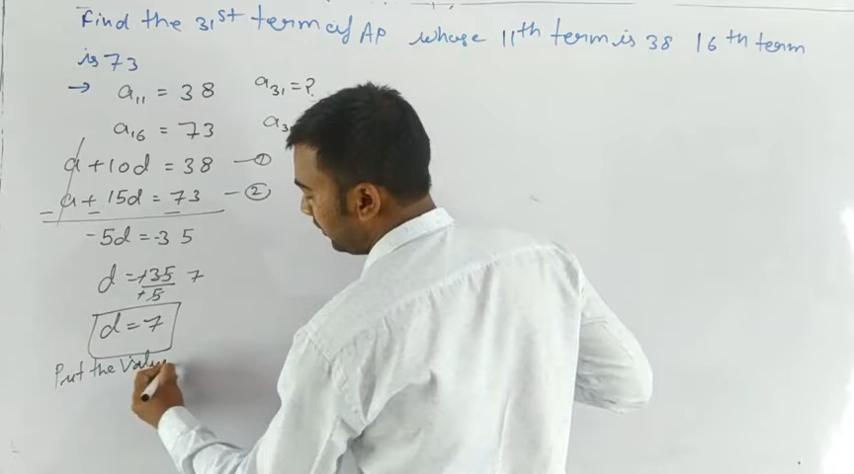 Find the 31st term of AP whose 11th term is 38 16th term
is 73
→ a₁₁ = 38 a₃₁ = ?
a₁₆ = 73 a₃
a + 10d = 38 — ①
a + 15d = 73 — ②
− − −
-5d = -35
d = +35 7
+5
d = 7
Put the Value